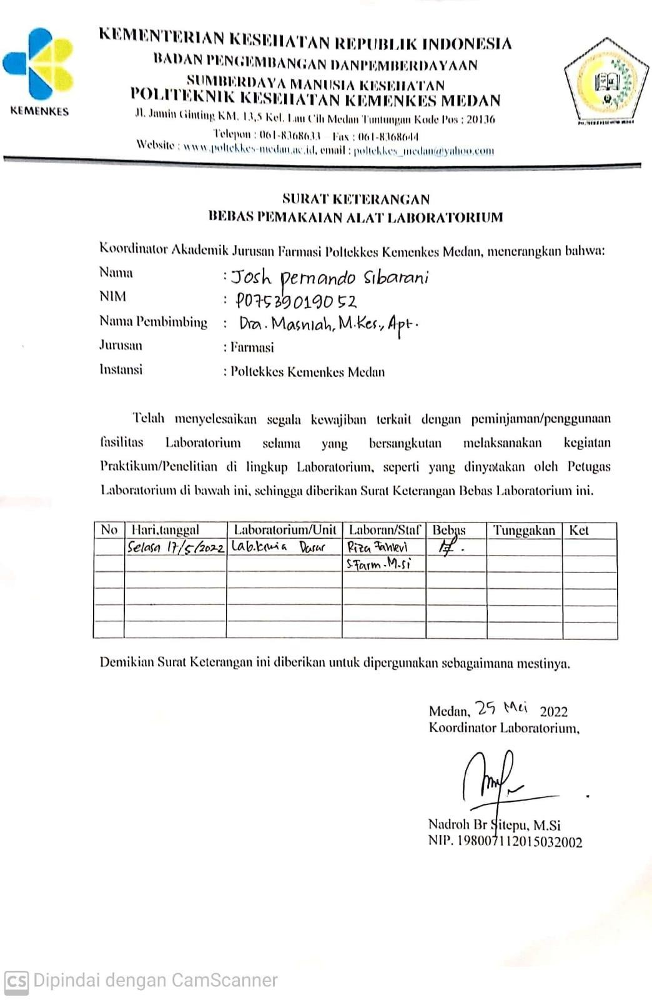 KEMENTERIAN KESEHATAN REPUBLIK INDONESIA
BADAN PENGEMBANGAN DANPEMBERDAYAAN
SUMBERDAYA MANUSIA KESEHATAN
POLITEKNIK KESEHATAN KEMENKES MEDAN
KEMENKES
Jl. Jamin Ginting KM. 13,5 Kel. Lau Cih Medan Tuntungan Kode Pos : 20136
Telepon : 061-8368633 Fax : 061-8368644
Website : www.poltekkes-medan.ac.id, email : poltekkes_medan@yahoo.com
SURAT KETERANGAN
BEBAS PEMAKAIAN ALAT LABORATORIUM
Koordinator Akademik Jurusan Farmasi Poltekkes Kemenkes Medan, menerangkan bahwa:
Nama : Josh pernando Sibarani
NIM : P07539019052
Nama Pembimbing : Dra. Masniah, M.Kes., Apt.
Jurusan : Farmasi
Instansi : Poltekkes Kemenkes Medan
Telah menyelesaikan segala kewajiban terkait dengan peminjaman/penggunaan
fasilitas Laboratorium selama yang bersangkutan melaksanakan kegiatan
Praktikum/Penelitian di lingkup Laboratorium, seperti yang dinyatakan oleh Petugas
Laboratorium di bawah ini, sehingga diberikan Surat Keterangan Bebas Laboratorium ini.
No Hari,tanggal Laboratorium/Unit Laboran/Staf Bebas Tunggakan Ket
Selasa 17/5/2022 Lab.kmia Dasar Riza Fahlevi
S.Farm.M.si
Demikian Surat Keterangan ini diberikan untuk dipergunakan sebagaimana mestinya.
Medan, 25 Mei 2022
Koordinator Laboratorium,
Nadroh Br Sitepu, M.Si
NIP. 198007112015032002
CS Dipindai dengan CamScanner